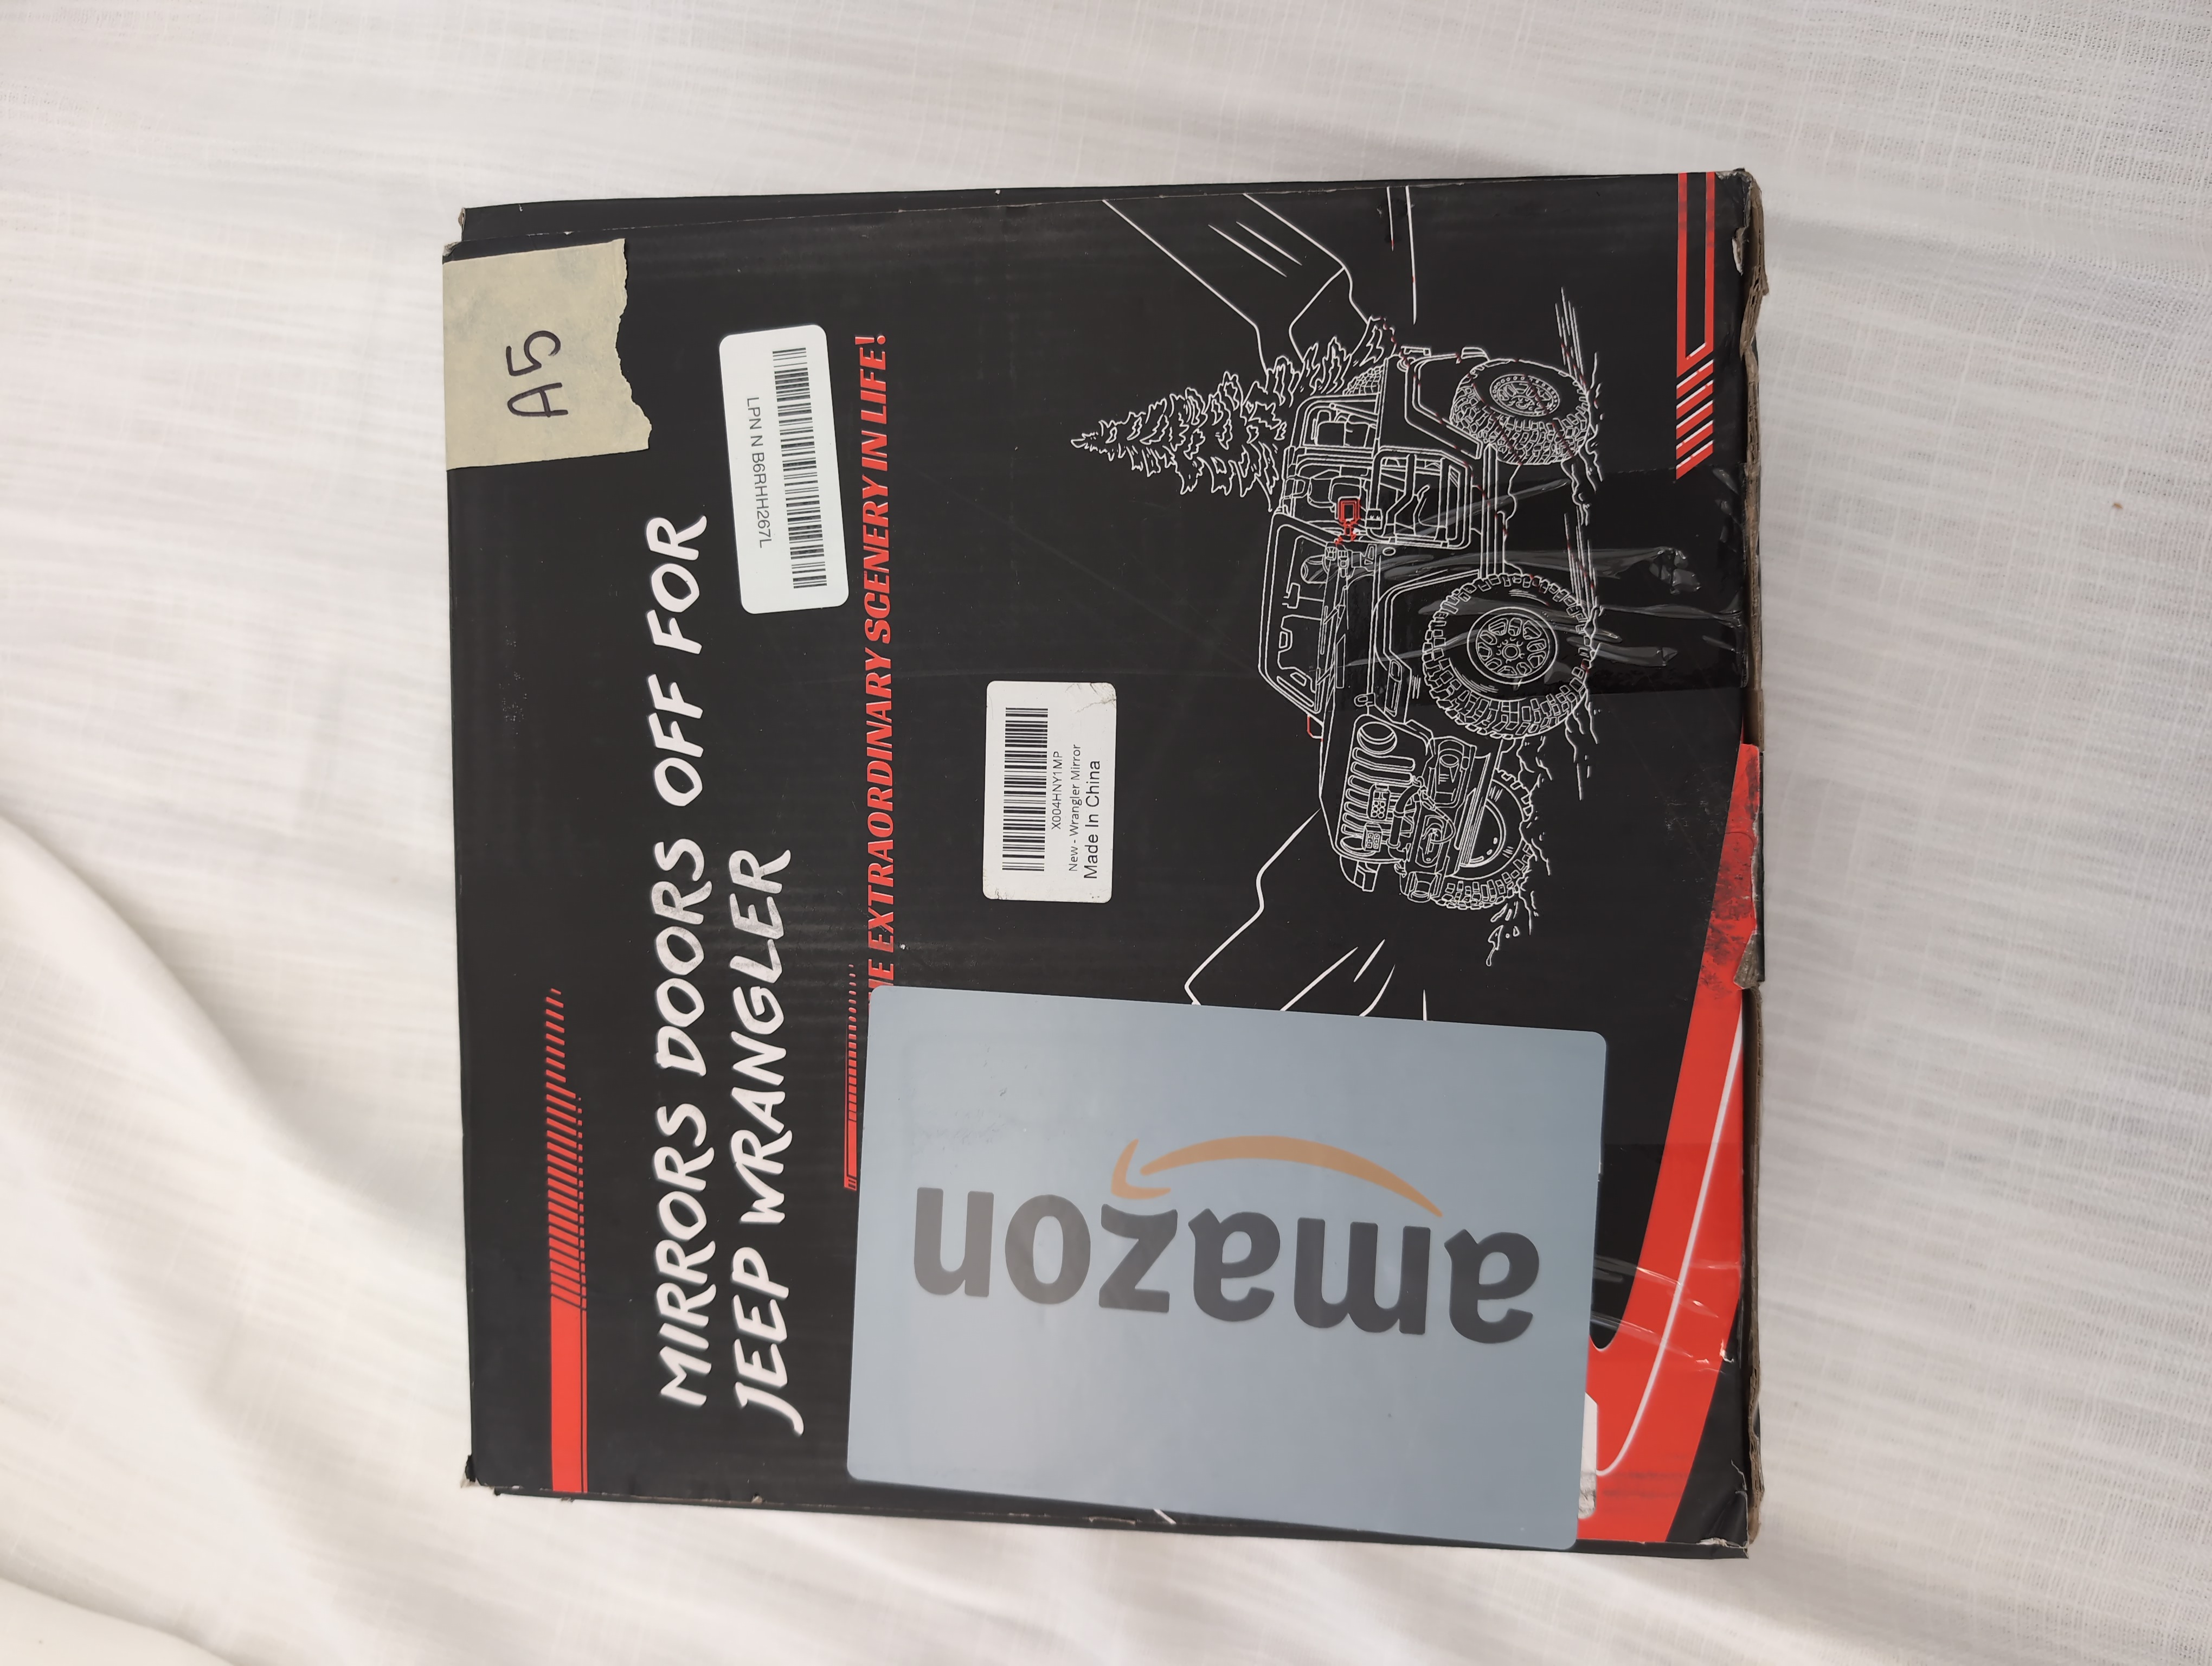 A5
MIRRORS DOORS OFF FOR
JEEP WRANGLER
LPN N B6RHH267L
EXTRAORDINARY SCENERY IN LIFE!
X004HNY1MP
New - Wrangler Mirror
Made In China
amazon